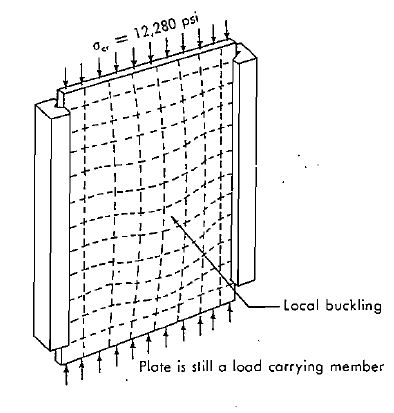 σcr = 12,280 psi
Local buckling
Plate is still a load carrying member